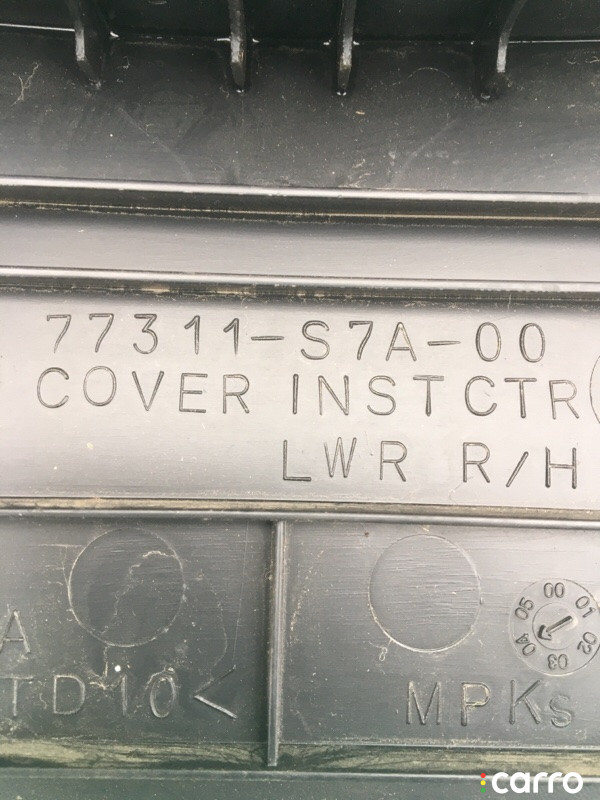 77311-S7A-00
COVER INST CTR
LWR R/H
00
01
02
03
04
05
A
TD10<
MPKs
carro